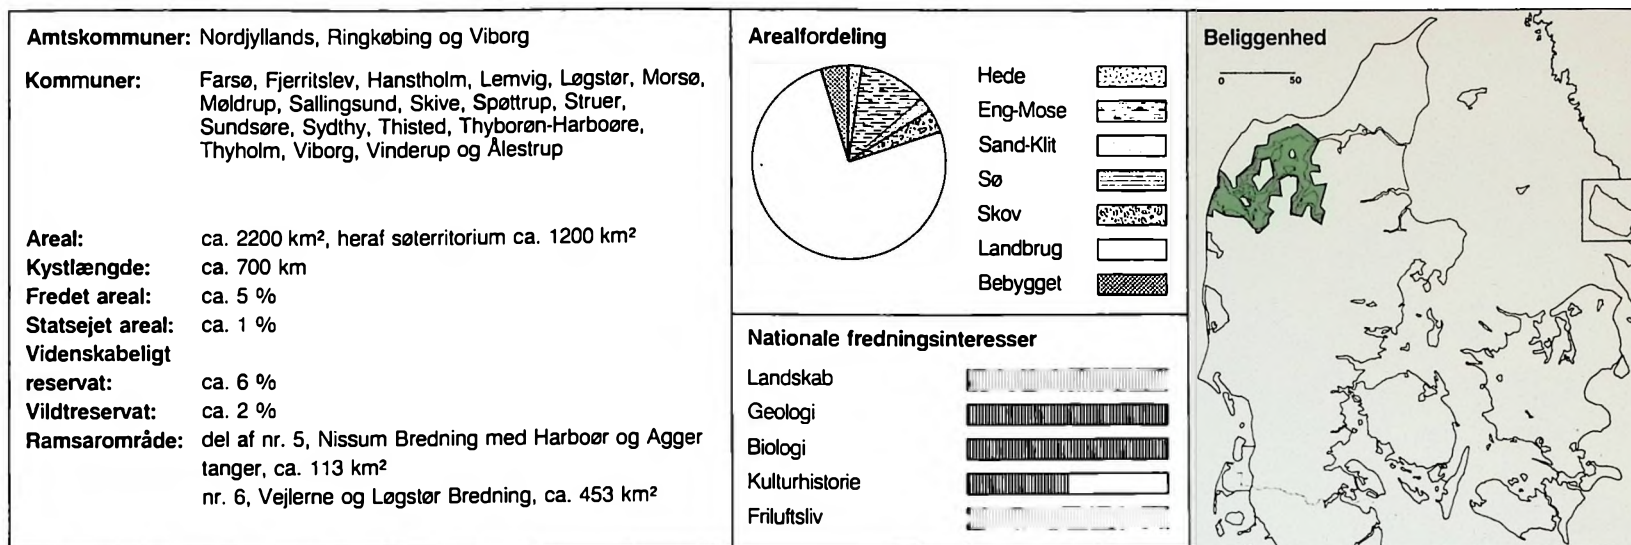 Amtskommuner: Nordjyllands, Ringkøbing og Viborg
Kommuner: Farsø, Fjerritslev, Hanstholm, Lemvig, Løgstør, Morsø,
Møldrup, Sallingsund, Skive, Spøttrup, Struer,
Sundsøre, Sydthy, Thisted, Thyborøn-Harboøre,
Thyholm, Viborg, Vinderup og Ålestrup
Areal: ca. 2200 km², heraf søterritorium ca. 1200 km²
Kystlængde: ca. 700 km
Fredet areal: ca. 5 %
Statsejet areal: ca. 1 %
Videnskabeligt
reservat: ca. 6 %
Vildtreservat: ca. 2 %
Ramsarområde: del af nr. 5, Nissum Bredning med Harboør og Agger
tanger, ca. 113 km²
nr. 6, Vejlerne og Løgstør Bredning, ca. 453 km²
Arealfordeling
Hede
Eng-Mose
Sand-Klit
Sø
Skov
Landbrug
Bebygget
Nationale fredningsinteresser
Landskab
Geologi
Biologi
Kulturhistorie
Friluftsliv
Beliggenhed
0 50